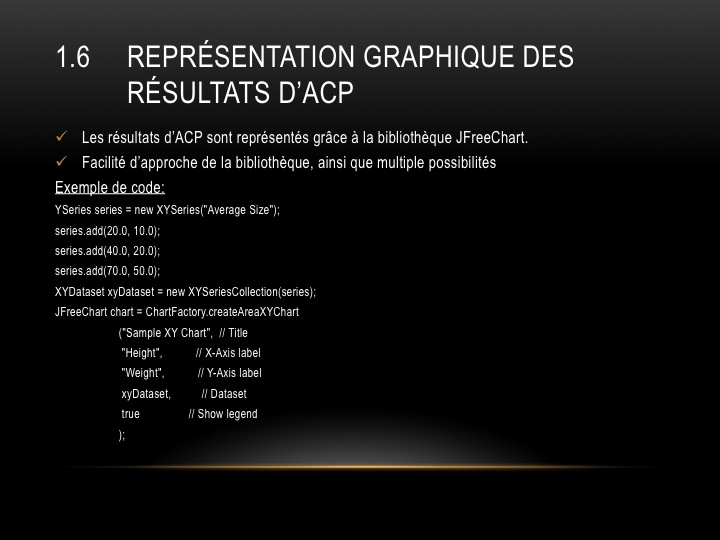 1.6 REPRÉSENTATION GRAPHIQUE DES
RÉSULTATS D'ACP
Les résultats d'ACP sont représentés grâce à la bibliothèque JFreeChart.
Facilité d'approche de la bibliothèque, ainsi que multiple possibilités
Exemple de code:
YSeries series = new XYSeries("Average Size");
series.add(20.0, 10.0);
series.add(40.0, 20.0);
series.add(70.0, 50.0);
XYDataset xyDataset = new XYSeriesCollection(series);
JFreeChart chart = ChartFactory.createAreaXYChart
("Sample XY Chart", // Title
"Height", // X-Axis label
"Weight", // Y-Axis label
xyDataset, // Dataset
true // Show legend
);